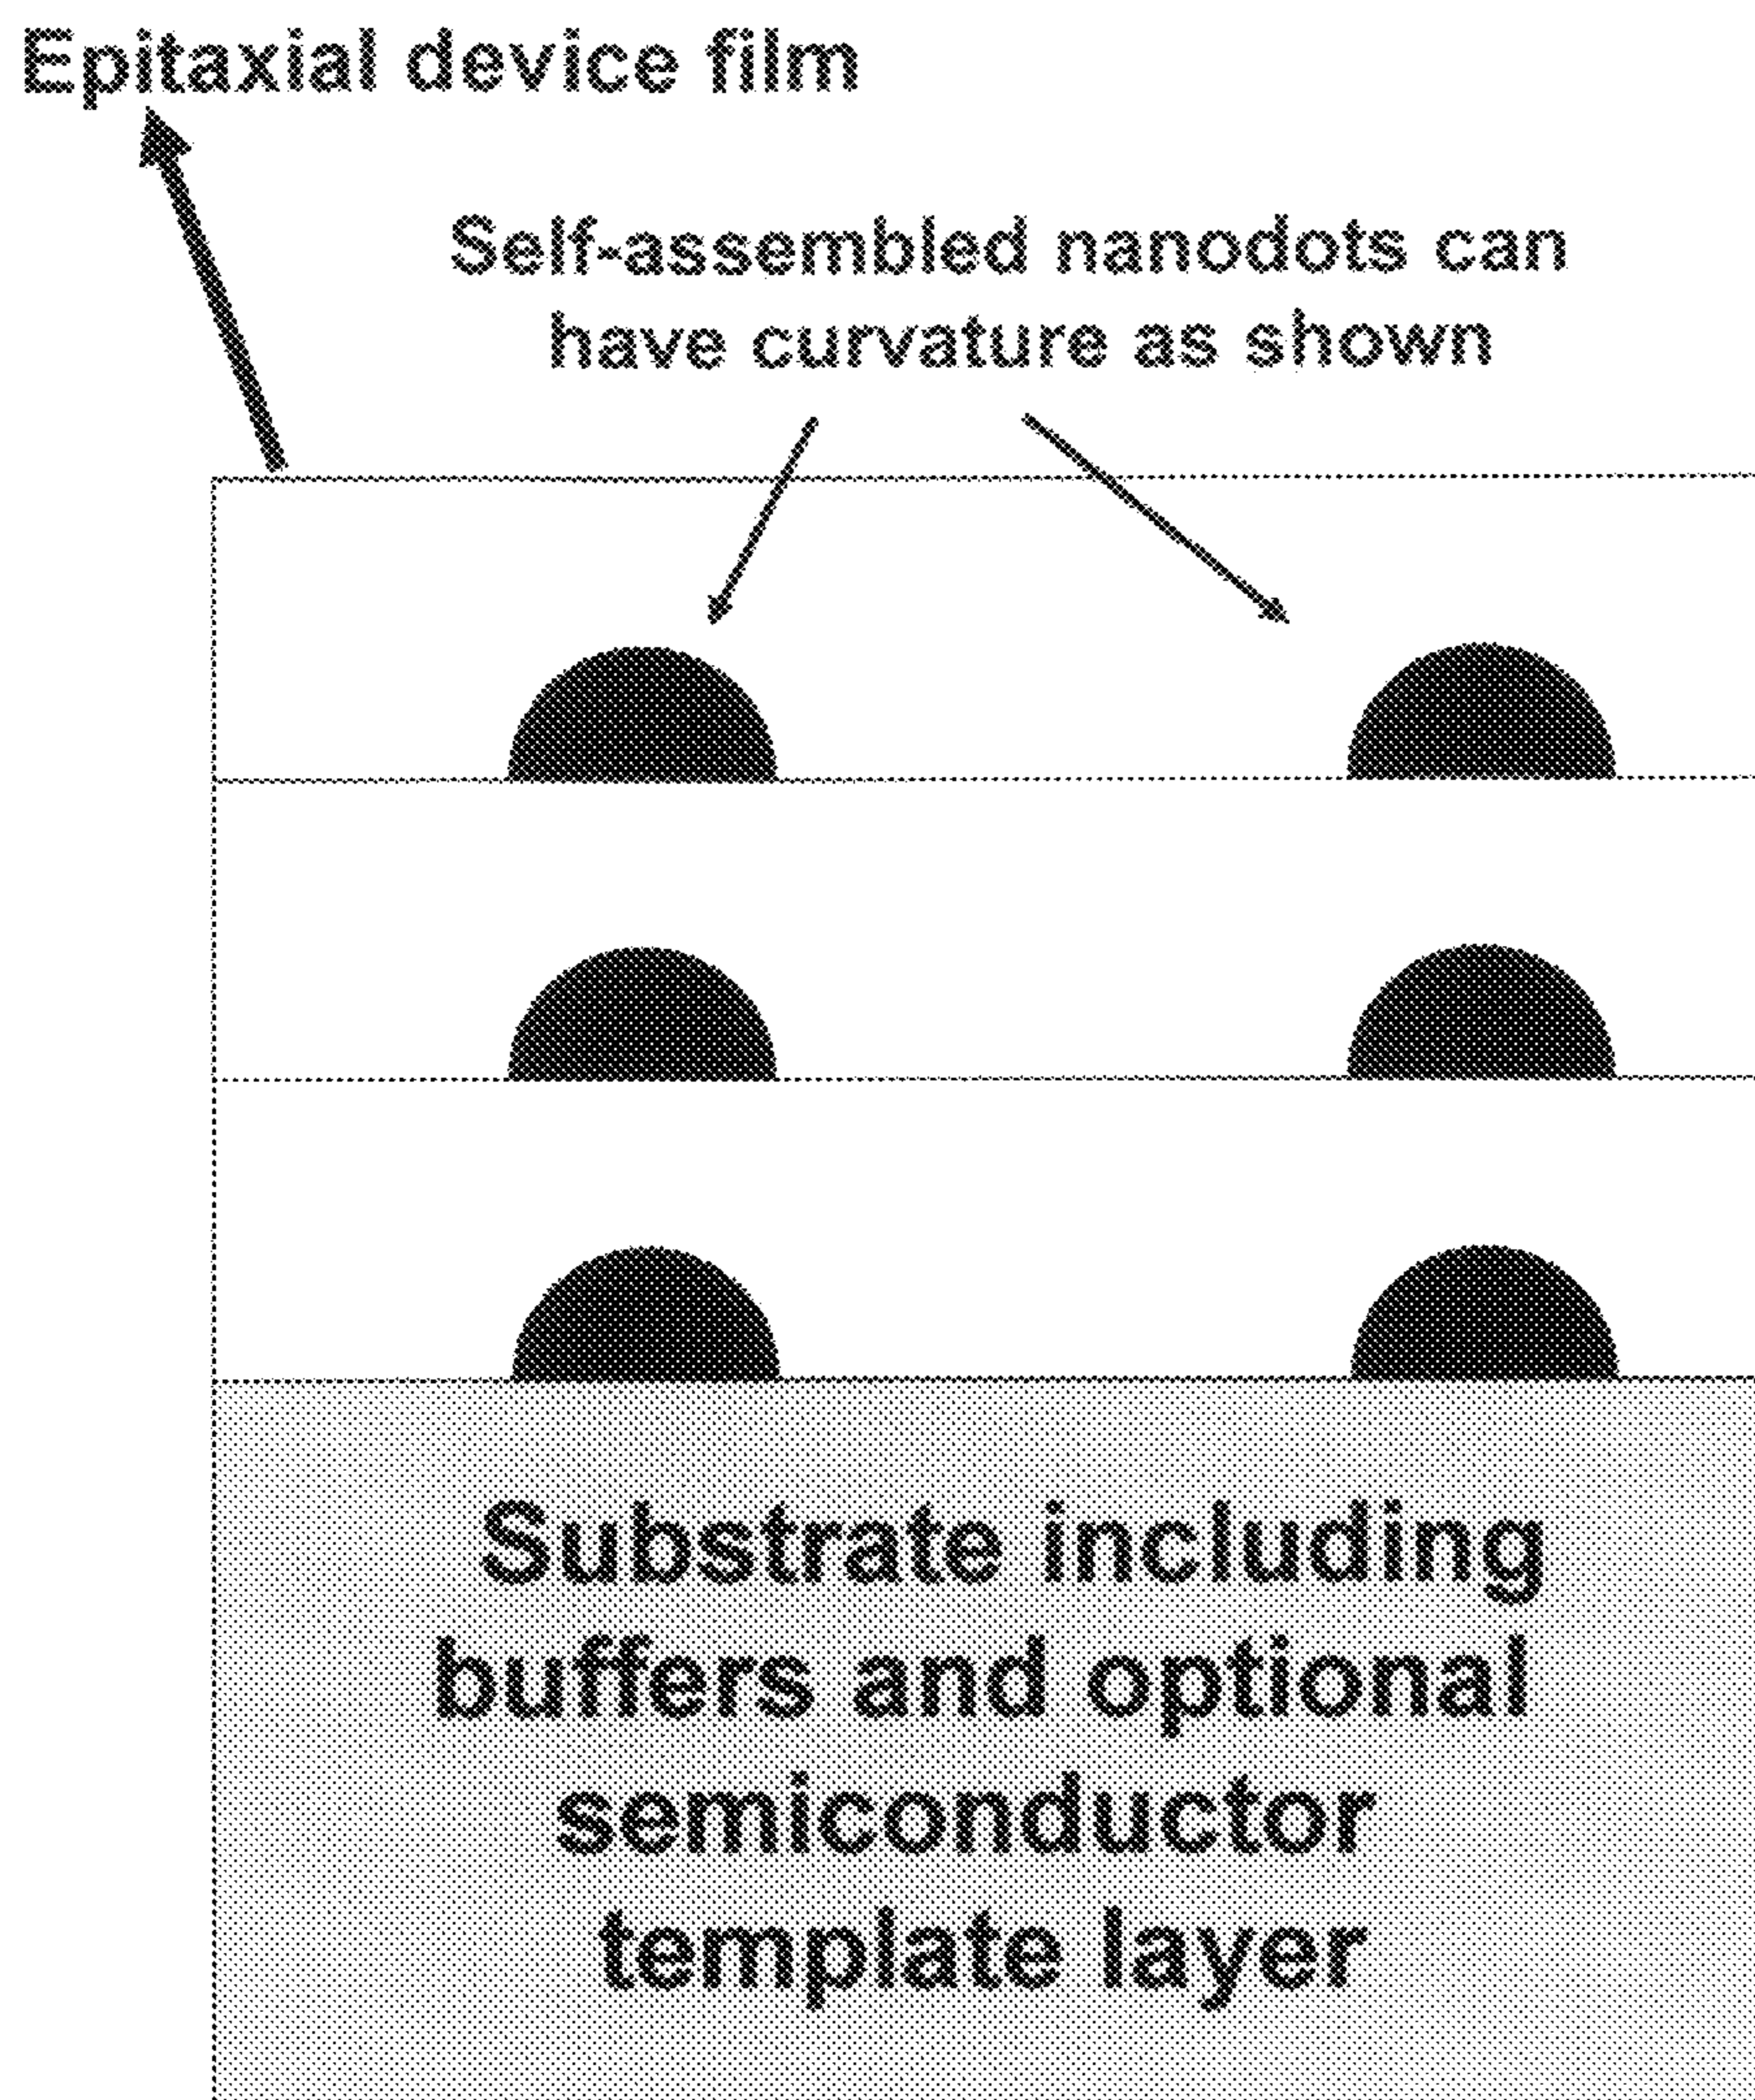 Epitaxial device film
Self-assembled nanodots can
have curvature as shown
Substrate including
buffers and optional
semiconductor
template layer